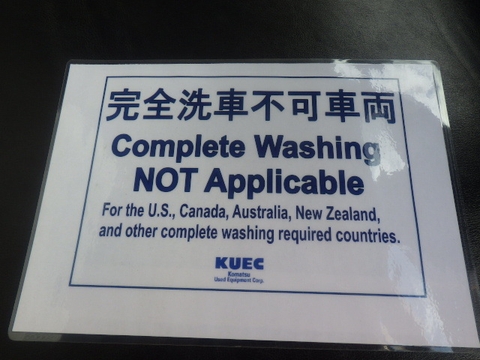 完全洗車不可車両
Complete Washing
NOT Applicable
For the U.S., Canada, Australia, New Zealand,
and other complete washing required countries.
KUEC
Komatsu
Used Equipment Corp.